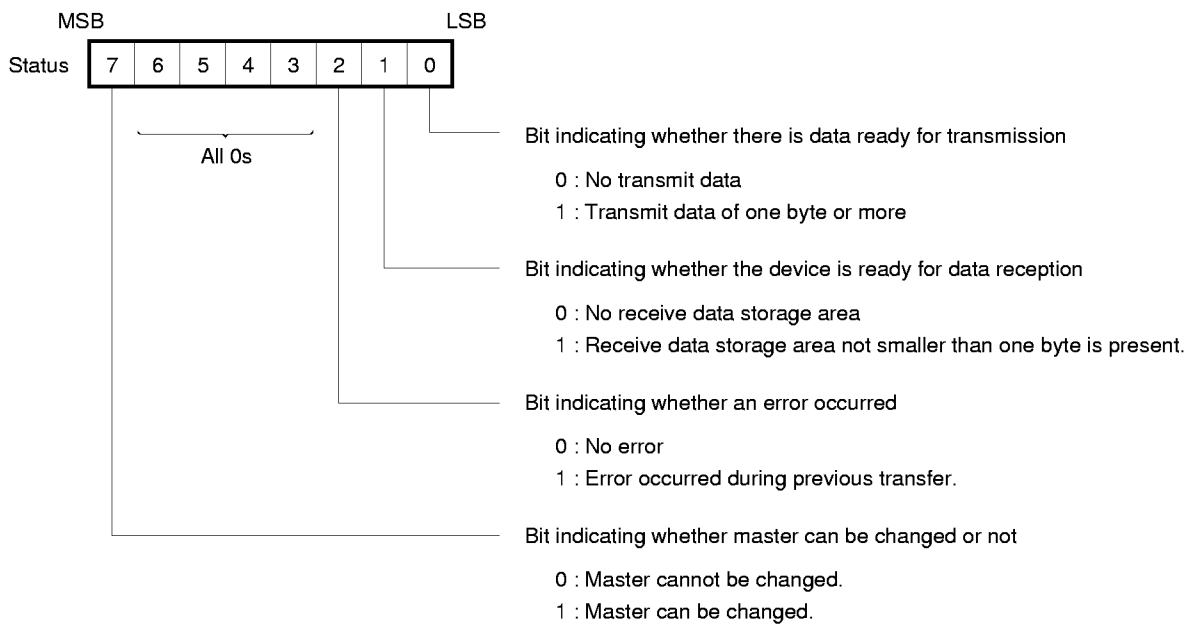 MSB LSB
Status 7 6 5 4 3 2 1 0
Bit indicating whether there is data ready for transmission
All 0s
0 : No transmit data
1 : Transmit data of one byte or more
Bit indicating whether the device is ready for data reception
0 : No receive data storage area
1 : Receive data storage area not smaller than one byte is present.
Bit indicating whether an error occurred
0 : No error
1 : Error occurred during previous transfer.
Bit indicating whether master can be changed or not
0 : Master cannot be changed.
1 : Master can be changed.